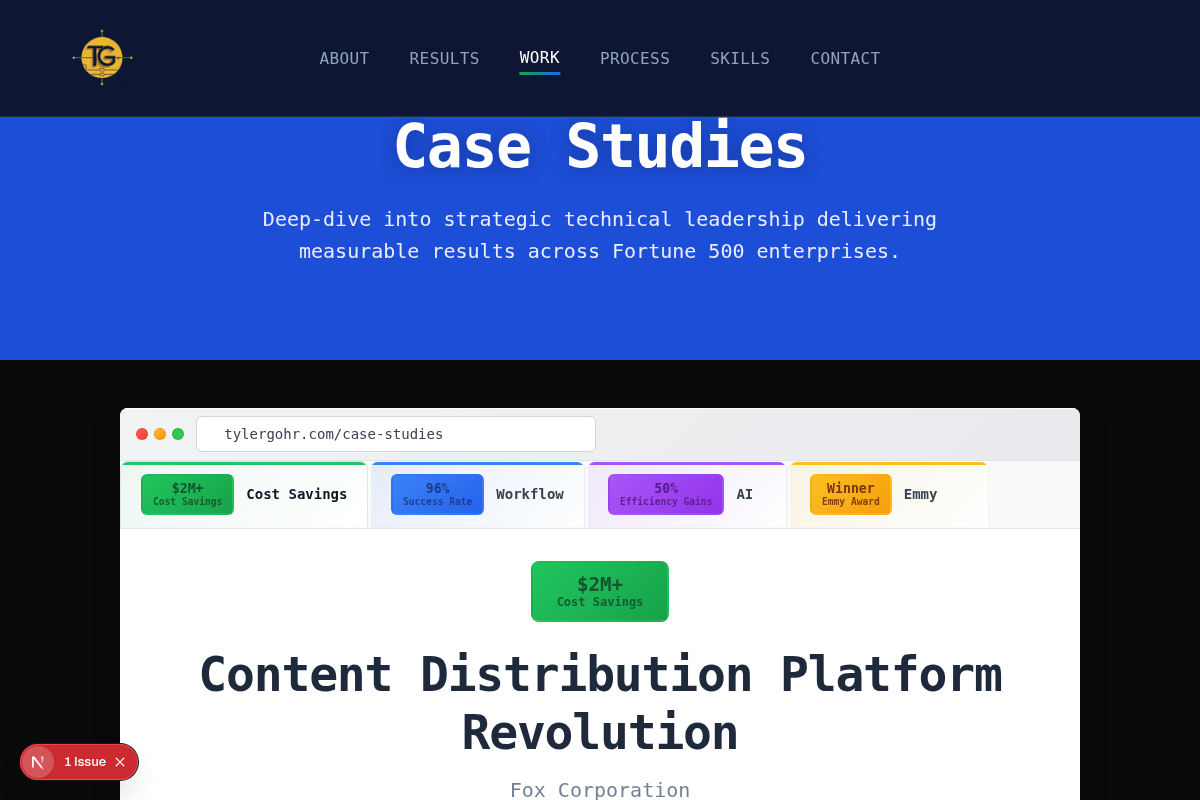 TG
ABOUT RESULTS WORK PROCESS SKILLS CONTACT
Case Studies
Deep-dive into strategic technical leadership delivering
measurable results across Fortune 500 enterprises.
tylergohr.com/case-studies
$2M+
Cost Savings
Cost Savings
96%
Success Rate
Workflow
50%
Efficiency Gains
AI
Winner
Emmy Award
Emmy
$2M+
Cost Savings
Content Distribution Platform
Revolution
Fox Corporation
N 1 Issue